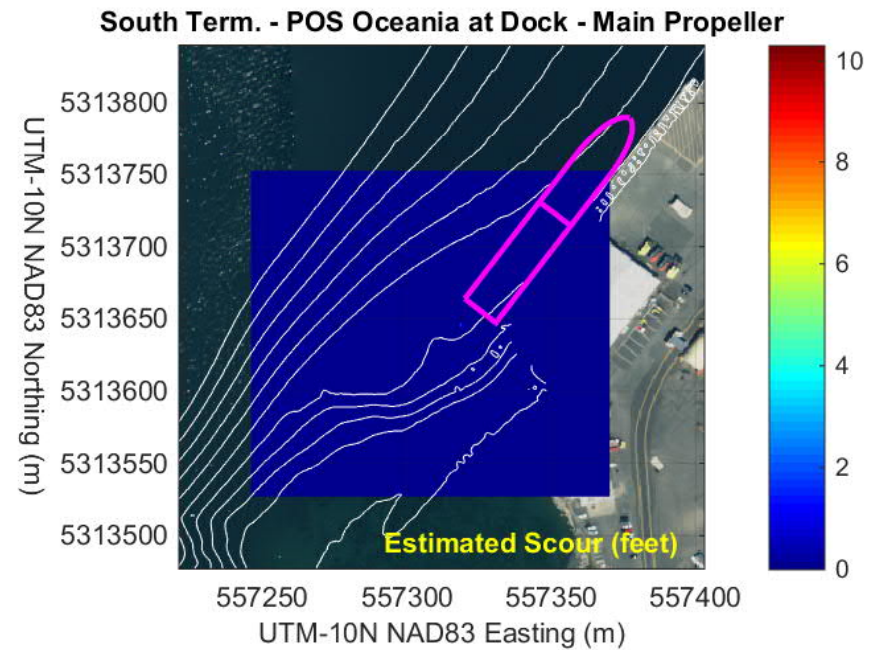 South Term. - POS Oceania at Dock - Main Propeller
UTM-10N NAD83 Northing (m)
5313800
5313750
5313700
5313650
5313600
5313550
5313500
Estimated Scour (feet)
557250 557300 557350 557400
UTM-10N NAD83 Easting (m)
10
8
6
4
2
0